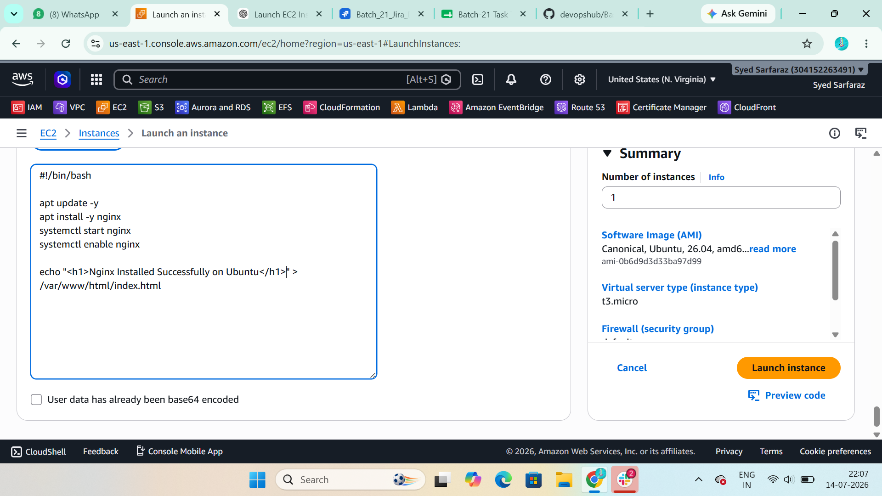 (8) WhatsApp
Launch an inst
Launch EC2 In
Batch_21_Jira_
Batch-21 Task
devopshub/Ba
Ask Gemini
us-east-1.console.aws.amazon.com/ec2/home?region=us-east-1#LaunchInstances:
aws
Search
[Alt+S]
United States (N. Virginia)
Syed Sarfaraz (304152263491)
Syed Sarfaraz
IAM
VPC
EC2
S3
Aurora and RDS
EFS
CloudFormation
Lambda
Amazon EventBridge
Route 53
Certificate Manager
CloudFront
EC2
Instances
Launch an instance
#!/bin/bash
apt update -y
apt install -y nginx
systemctl start nginx
systemctl enable nginx
echo "<h1>Nginx Installed Successfully on Ubuntu</h1>" >
/var/www/html/index.html
User data has already been base64 encoded
Summary
Number of instances
Info
1
Software Image (AMI)
Canonical, Ubuntu, 26.04, amd6...read more
ami-0b6d9d3d33ba97d99
Virtual server type (instance type)
t3.micro
Firewall (security group)
Cancel
Launch instance
Preview code
CloudShell
Feedback
Console Mobile App
© 2026, Amazon Web Services, Inc. or its affiliates.
Privacy
Terms
Cookie preferences
Search
2
ENG
IN
22:07
14-07-2026